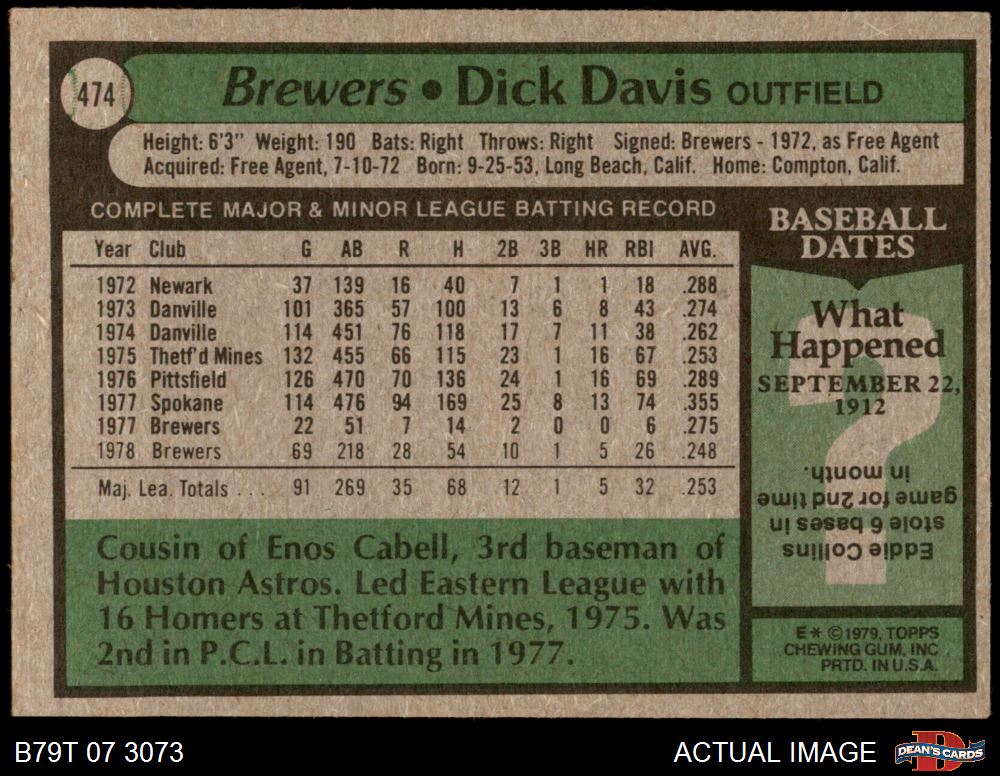 474
Brewers • Dick Davis OUTFIELD
Height: 6'3" Weight: 190 Bats: Right Throws: Right Signed: Brewers - 1972, as Free Agent
Acquired: Free Agent, 7-10-72 Born: 9-25-53, Long Beach, Calif. Home: Compton, Calif.
COMPLETE MAJOR & MINOR LEAGUE BATTING RECORD
Year Club G AB R H 2B 3B HR RBI AVG.
1972 Newark 37 139 16 40 7 1 1 18 .288
1973 Danville 101 365 57 100 13 6 8 43 .274
1974 Danville 114 451 76 118 17 7 11 38 .262
1975 Thetf'd Mines 132 455 66 115 23 1 16 67 .253
1976 Pittsfield 126 470 70 136 24 1 16 69 .289
1977 Spokane 114 476 94 169 25 8 13 74 .355
1977 Brewers 22 51 7 14 2 0 0 6 .275
1978 Brewers 69 218 28 54 10 1 5 26 .248
Maj. Lea. Totals . . . 91 269 35 68 12 1 5 32 .253
Cousin of Enos Cabell, 3rd baseman of
Houston Astros. Led Eastern League with
16 Homers at Thetford Mines, 1975. Was
2nd in P.C.L. in Batting in 1977.
BASEBALL
DATES
What
Happened
SEPTEMBER 22,
1912
?
Eddie Collins
stole 6 bases in
game for 2nd time
in month.
E* ©1979, TOPPS
CHEWING GUM, INC
PRTD. IN U.S.A.
B79T 07 3073
ACTUAL IMAGE
DEAN'S CARDS